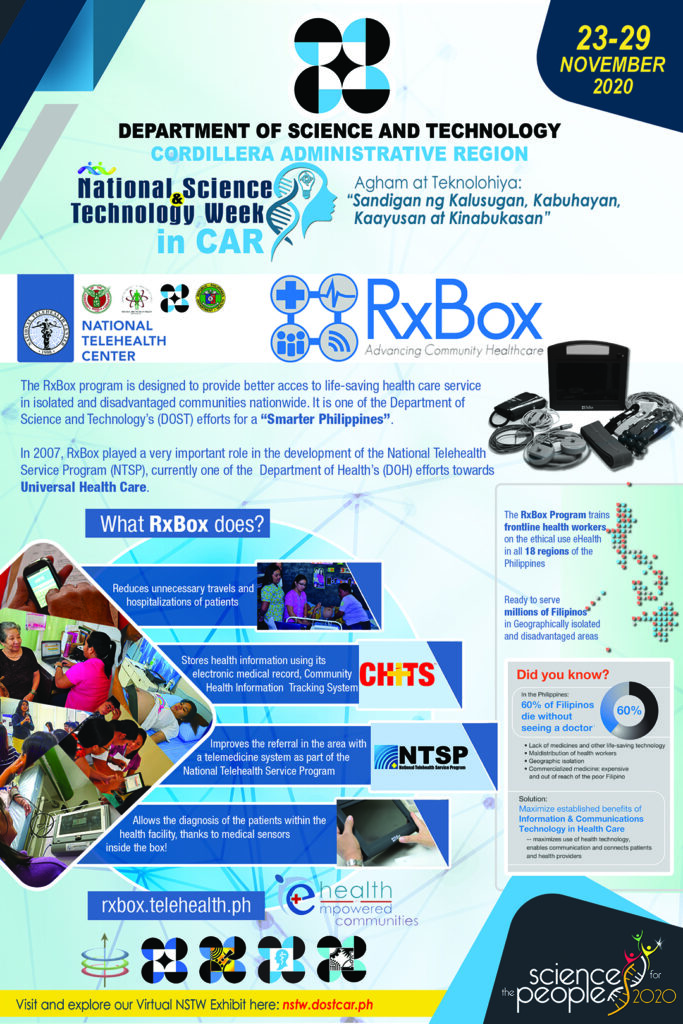 23-29
NOVEMBER
2020
DEPARTMENT OF SCIENCE AND TECHNOLOGY
CORDILLERA ADMINISTRATIVE REGION
National Science
&
Technology Week
in CAR
Agham at Teknolohiya:
“Sandigan ng Kalusugan, Kabuhayan,
Kaayusan at Kinabukasan”
NATIONAL
TELEHEALTH
CENTER
RxBox
Advancing Community Healthcare
The RxBox program is designed to provide better acces to life-saving health care service
in isolated and disadvantaged communities nationwide. It is one of the Department of
Science and Technology's (DOST) efforts for a “Smarter Philippines”.
In 2007, RxBox played a very important role in the development of the National Telehealth
Service Program (NTSP), currently one of the Department of Health's (DOH) efforts towards
Universal Health Care.
What RxBox does?
Reduces unnecessary travels and
hospitalizations of patients
Stores health information using its
electronic medical record, Community
Health Information Tracking System
CHITS
Improves the referral in the area with
a telemedicine system as part of the
National Telehealth Service Program
NTSP
National Telehealth Service Program
Allows the diagnosis of the patients within the
health facility, thanks to medical sensors
inside the box!
The RxBox Program trains
frontline health workers
on the ethical use eHealth
in all 18 regions of the
Philippines
Ready to serve
millions of Filipinos
in Geographically isolated
and disadvantaged areas
Did you know?
In the Philippines:
60% of Filipinos
die without
seeing a doctor
60%
• Lack of medicines and other life-saving technology
• Maldistribution of health workers
• Geographic isolation
• Commercialized medicine: expensive
and out of reach of the poor Filipino
Solution:
Maximize established benefits of
Information & Communications
Technology in Health Care
— maximizes use of health technology,
enables communication and connects patients
and health providers
rxbox.telehealth.ph
ehealth
empowered
communities
Visit and explore our Virtual NSTW Exhibit here: nstw.dostcar.ph
science for
the people 2020